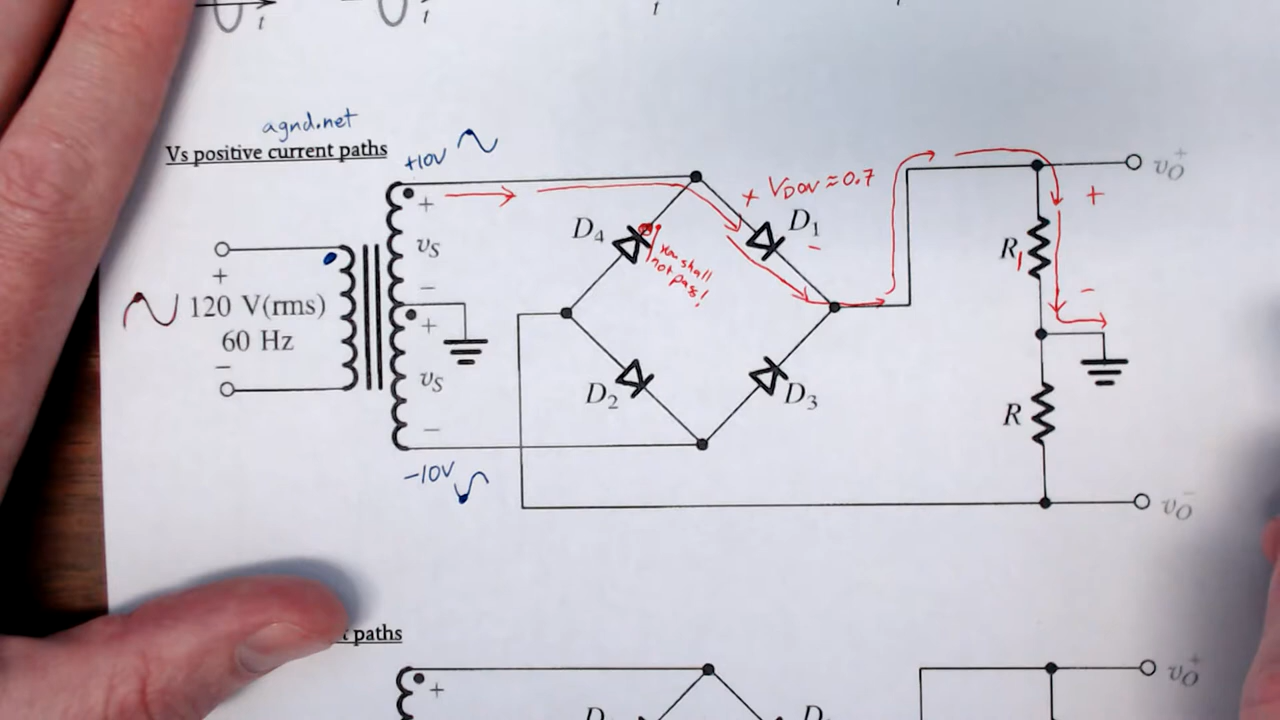 t t t
agnd.net
Vs positive current paths
+10V
+ VDON ≈ 0.7
vO+
D4
D1
-
+
+
vS
you shall
not pass!
R1
-
-
+
120 V(rms)
60 Hz
-
+
vS
-
D2
D3
R
-10V
vO-
t paths
+
vO+
D
D